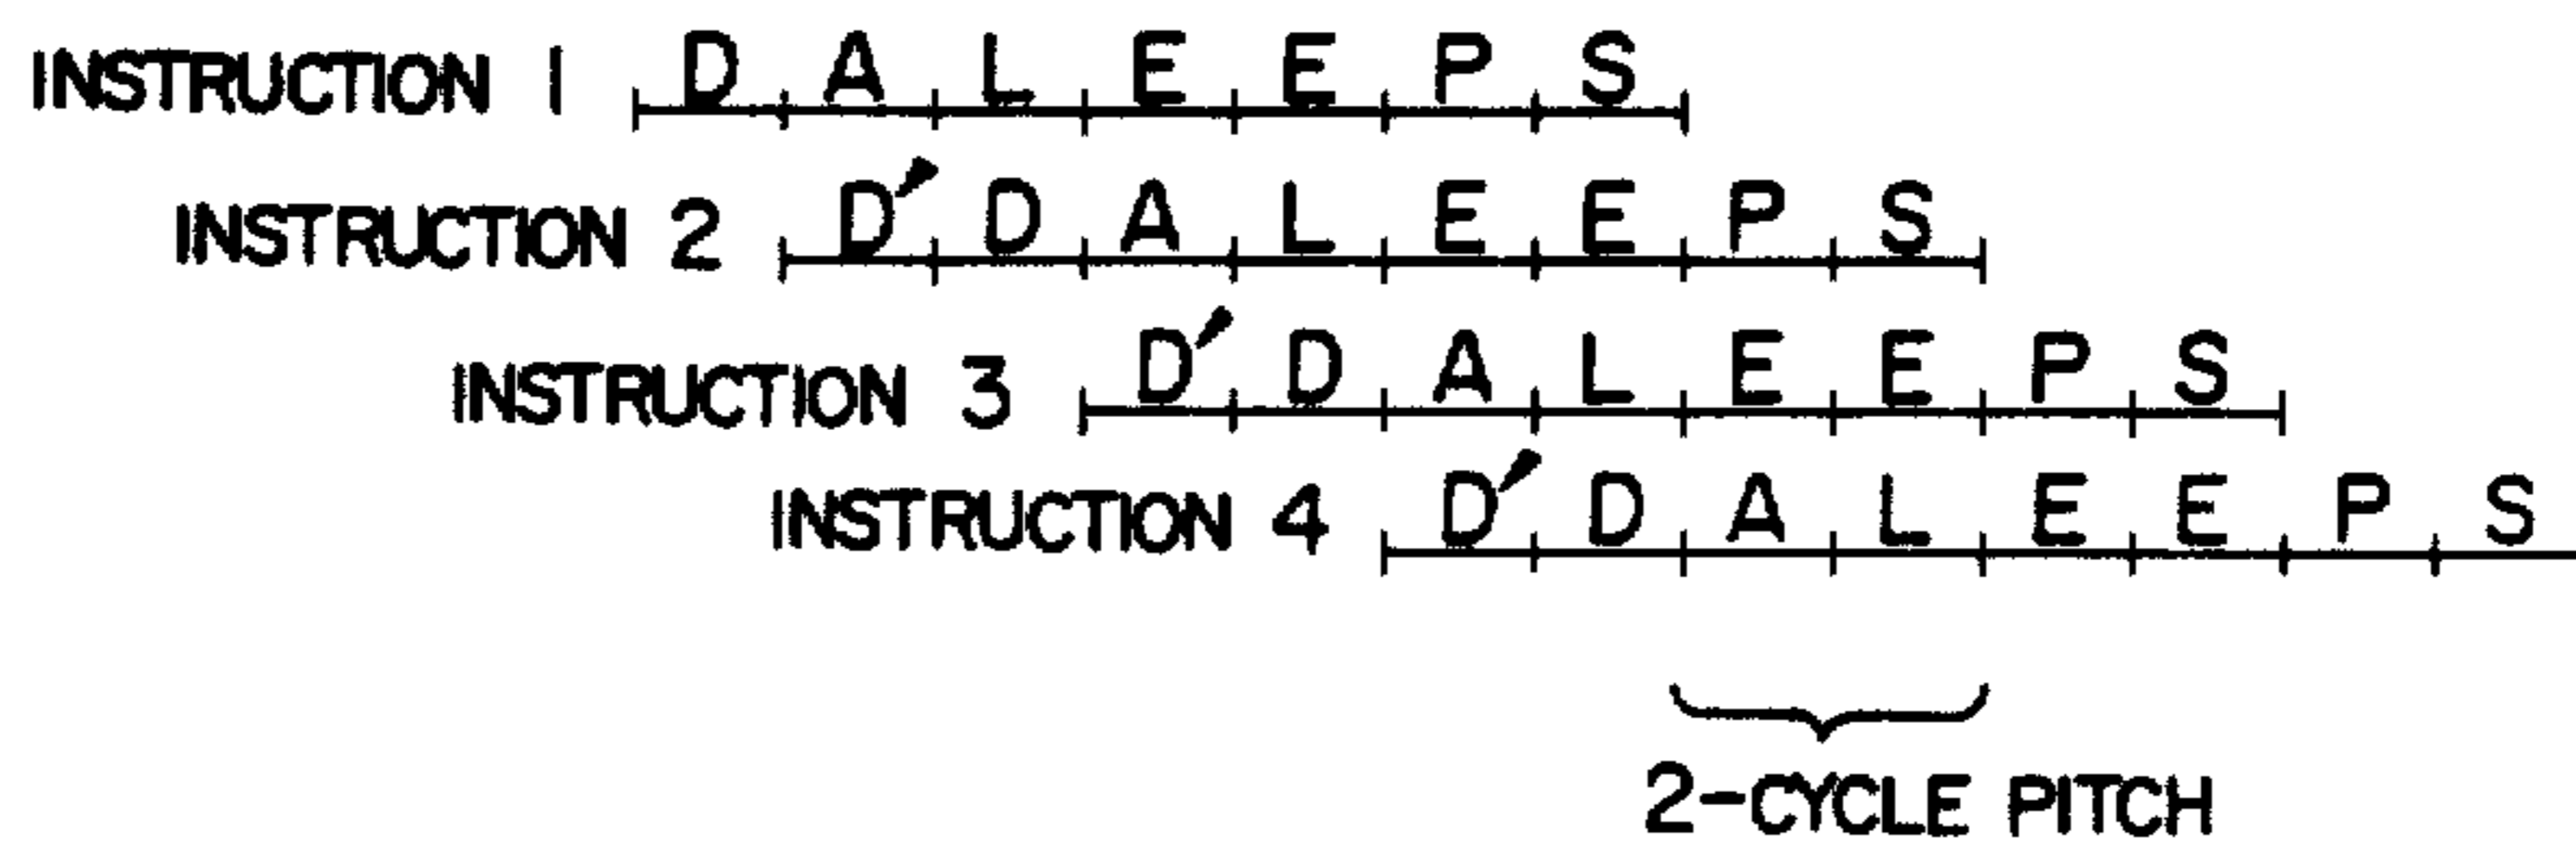 INSTRUCTION 1 D A L E E P S
INSTRUCTION 2 D' D A L E E P S
INSTRUCTION 3 D' D A L E E P S
INSTRUCTION 4 D' D A L E E P S
2-CYCLE PITCH